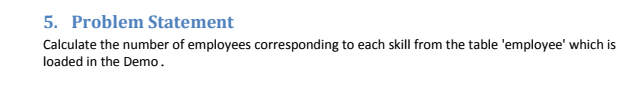 5. Problem Statement
Calculate the number of employees corresponding to each skill from the table 'employee' which is
loaded in the Demo.